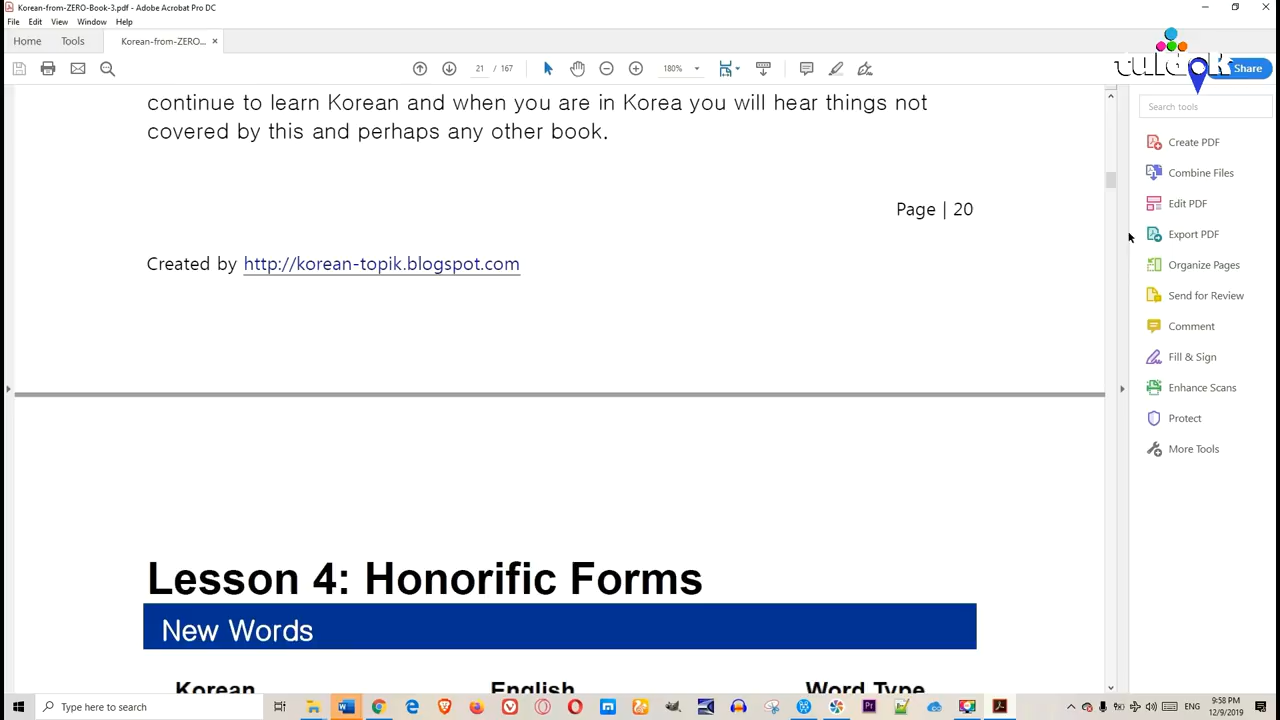 Korean-from-ZERO-Book-3.pdf - Adobe Acrobat Pro DC
File Edit View Window Help
Home Tools Korean-from-ZERO... ×
21 / 167 180%
tuldok
Share
continue to learn Korean and when you are in Korea you will hear things not
covered by this and perhaps any other book.
Page | 20
Created by http://korean-topik.blogspot.com
Lesson 4: Honorific Forms
New Words
Korean English Word Type
Search tools
Create PDF
Combine Files
Edit PDF
Export PDF
Organize Pages
Send for Review
Comment
Fill & Sign
Enhance Scans
Protect
More Tools
Type here to search
9:58 PM
12/9/2019